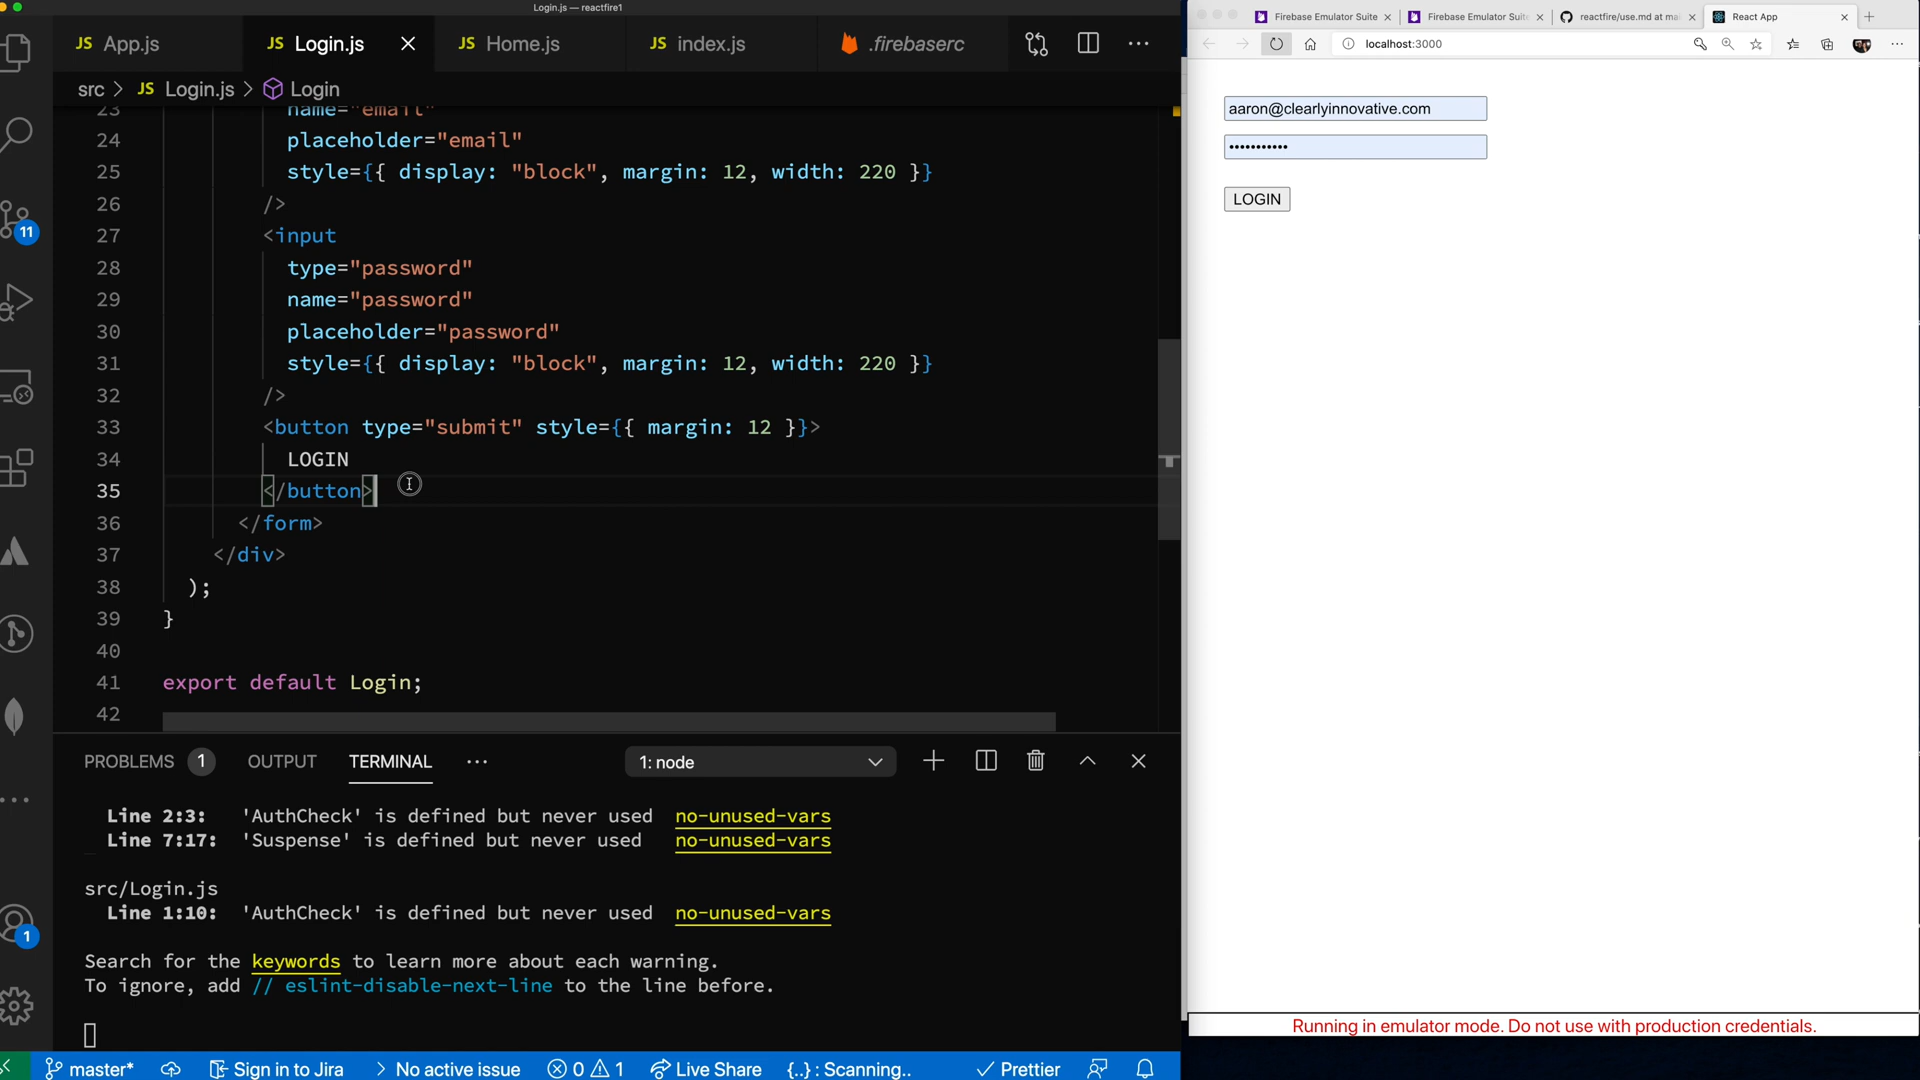 Login.js — reactfire1
JS App.js JS Login.js JS Home.js JS index.js .firebaserc
src > JS Login.js > Login
23 name="email"
24 placeholder="email"
25 style={{ display: "block", margin: 12, width: 220 }}
26 />
27 <input
28 type="password"
29 name="password"
30 placeholder="password"
31 style={{ display: "block", margin: 12, width: 220 }}
32 />
33 <button type="submit" style={{ margin: 12 }}>
34 LOGIN
35 </button>
36 </form>
37 </div>
38 );
39 }
40
41 export default Login;
42
11
1
PROBLEMS 1 OUTPUT TERMINAL ··· 1: node
Line 2:3: 'AuthCheck' is defined but never used no-unused-vars
Line 7:17: 'Suspense' is defined but never used no-unused-vars
src/Login.js
Line 1:10: 'AuthCheck' is defined but never used no-unused-vars
Search for the keywords to learn more about each warning.
To ignore, add // eslint-disable-next-line to the line before.
master* Sign in to Jira No active issue 0 1 Live Share {..} : Scanning.. Prettier
Firebase Emulator Suite Firebase Emulator Suite reactfire/use.md at mai React App
localhost:3000
aaron@clearlyinnovative.com
•••••••••••
LOGIN
Running in emulator mode. Do not use with production credentials.